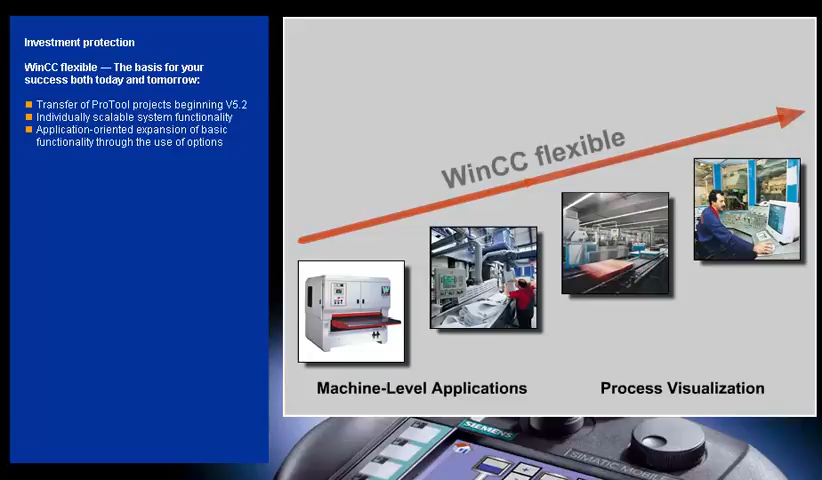 Investment protection
WinCC flexible — The basis for your
success both today and tomorrow:
Transfer of ProTool projects beginning V5.2
Individually scalable system functionality
Application-oriented expansion of basic
functionality through the use of options
WinCC flexible
Machine-Level Applications
Process Visualization
SIEMENS
SIMATIC MOBI